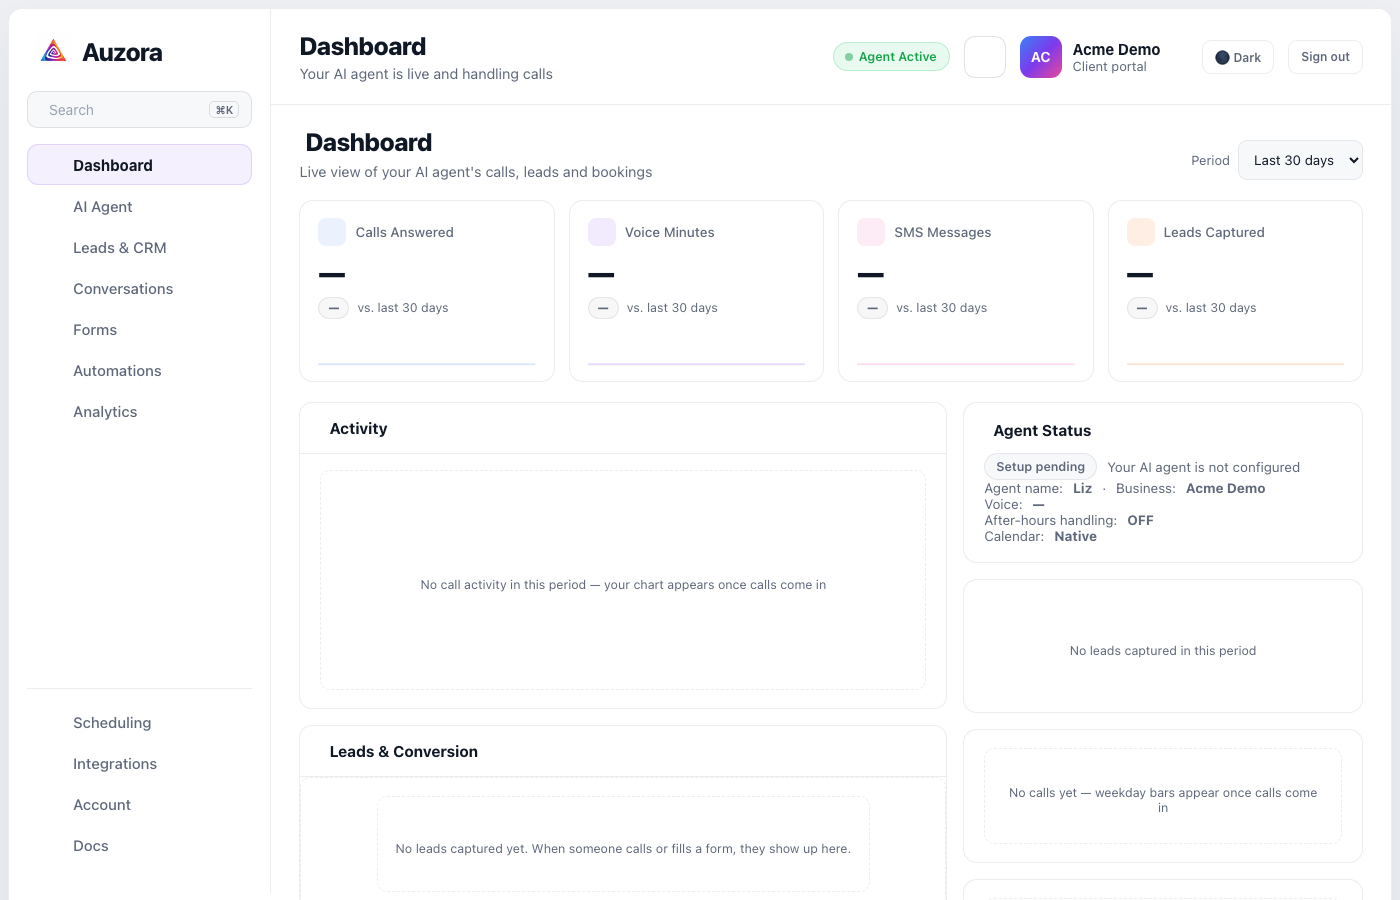 Auzora
Search
⌘K
Dashboard
AI Agent
Leads & CRM
Conversations
Forms
Automations
Analytics
Scheduling
Integrations
Account
Docs
Dashboard
Your AI agent is live and handling calls
Agent Active
AC
Acme Demo
Client portal
Dark
Sign out
Dashboard
Live view of your AI agent's calls, leads and bookings
Period
Last 30 days
Calls Answered
—
— vs. last 30 days
Voice Minutes
—
— vs. last 30 days
SMS Messages
—
— vs. last 30 days
Leads Captured
—
— vs. last 30 days
Activity
No call activity in this period — your chart appears once calls come in
Leads & Conversion
No leads captured yet. When someone calls or fills a form, they show up here.
Agent Status
Setup pending Your AI agent is not configured
Agent name: Liz · Business: Acme Demo
Voice: —
After-hours handling: OFF
Calendar: Native
No leads captured in this period
No calls yet — weekday bars appear once calls come
in